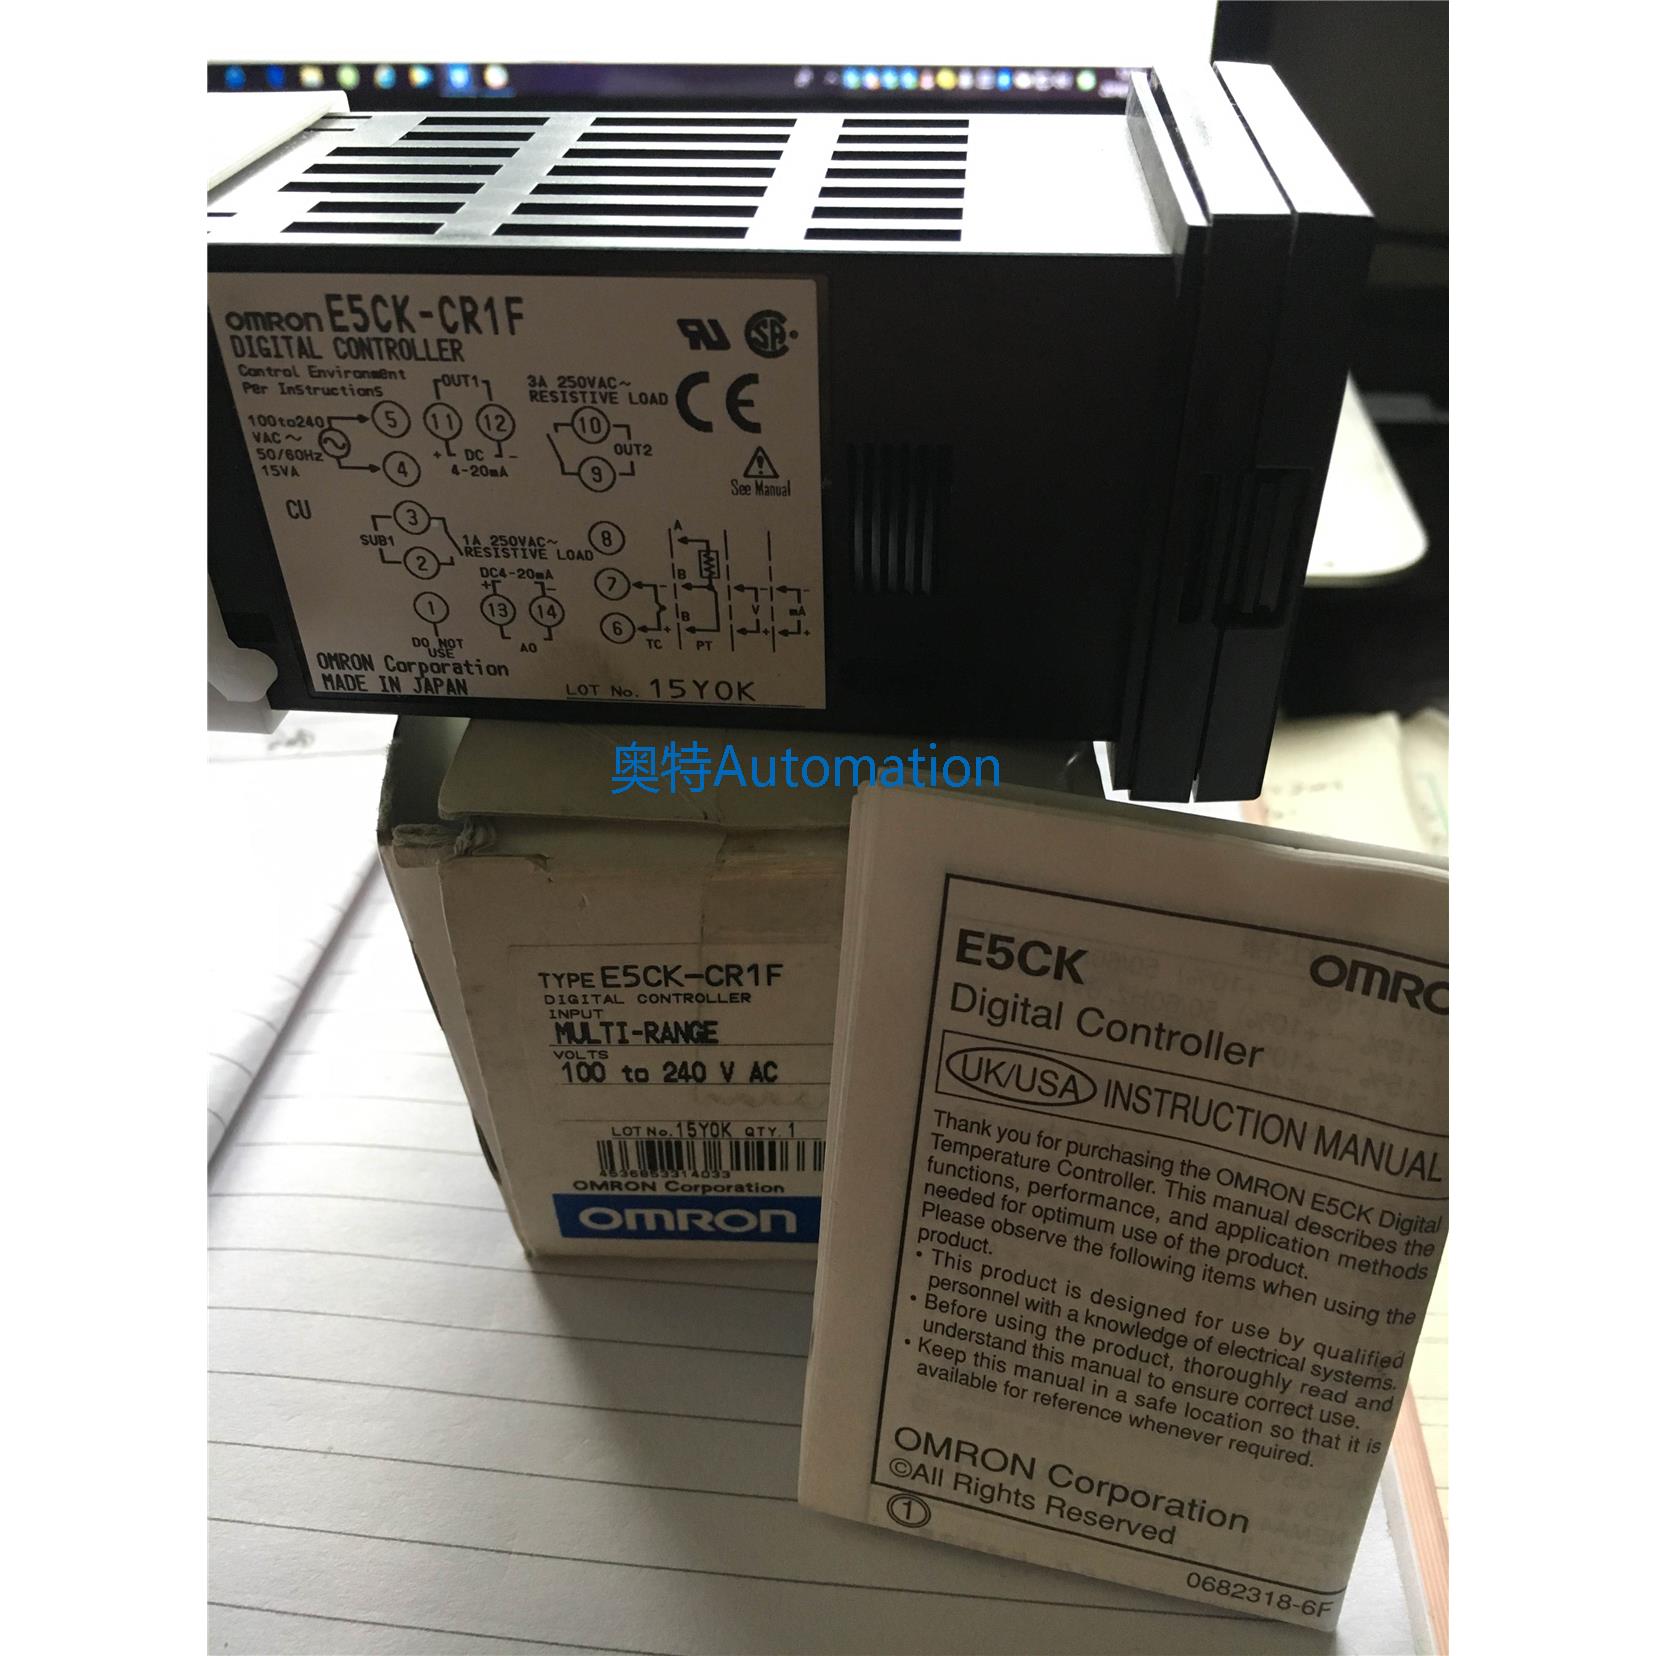 OMRON E5CK-CR1F
DIGITAL CONTROLLER
Control Environment
Per Instructions
100to240
VAC ~
50/60Hz
15VA
5
4
OUT1
11
12
+ DC -
4-20mA
3A 250VAC~
RESISTIVE LOAD
10
9
OUT2
CE
See Manual
CU
SUB1
3
2
1A 250VAC~
RESISTIVE LOAD
DC4-20mA
+ -
13
14
AO
1
DO NOT
USE
8
7
6
A
B
B
- +
TC
PT
V
mA
OMRON Corporation
MADE IN JAPAN
LOT No. 15Y0K
奥特Automation
TYPE E5CK-CR1F
DIGITAL CONTROLLER
INPUT
MULTI-RANGE
VOLTS
100 to 240 V AC
LOT No. 15Y0K QTY. 1
4536853314033
OMRON Corporation
OMRON
E5CK
OMRO
Digital Controller
UK/USA INSTRUCTION MANUAL
Thank you for purchasing the OMRON E5CK Digital
Temperature Controller. This manual describes the
functions, performance, and application methods
needed for optimum use of the product.
Please observe the following items when using the
product.
• This product is designed for use by qualified
personnel with a knowledge of electrical systems.
• Before using the product, thoroughly read and
understand this manual to ensure correct use.
• Keep this manual in a safe location so that it is
available for reference whenever required.
OMRON Corporation
©All Rights Reserved
1
0682318-6F